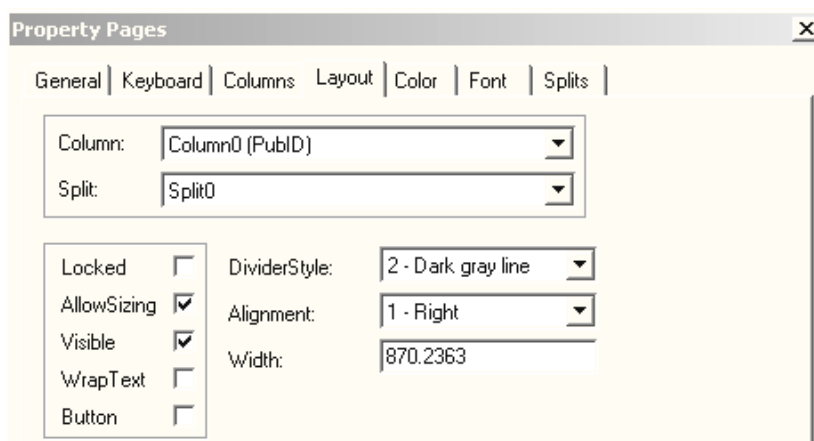 Property Pages
General Keyboard Columns Layout Color Font Splits
Column: Column0 (PubID)
Split: Split0
Locked
AllowSizing
Visible
WrapText
Button
DividerStyle: 2 - Dark gray line
Alignment: 1 - Right
Width: 870.2363